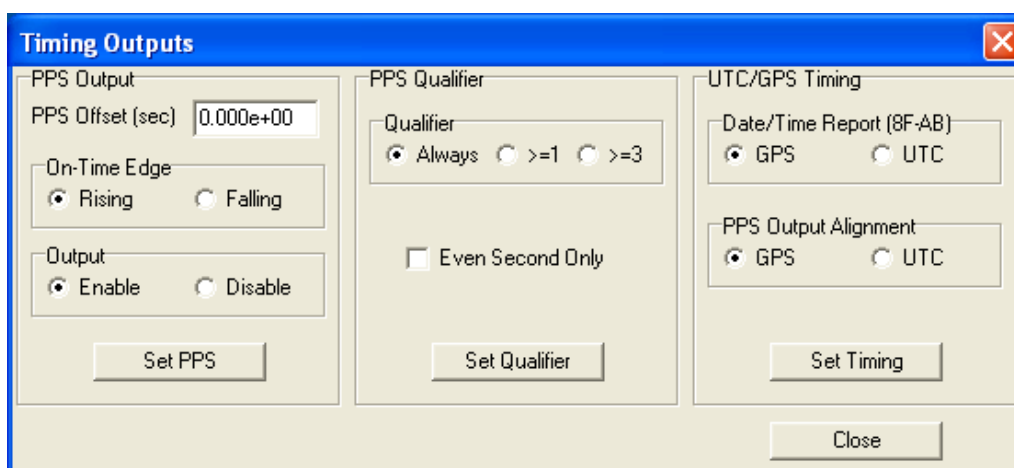 Timing Outputs
PPS Output
PPS Offset (sec) 0.000e+00
On-Time Edge
Rising Falling
Output
Enable Disable
Set PPS
PPS Qualifier
Qualifier
Always >=1 >=3
Even Second Only
Set Qualifier
UTC/GPS Timing
Date/Time Report (8F-AB)
GPS UTC
PPS Output Alignment
GPS UTC
Set Timing
Close